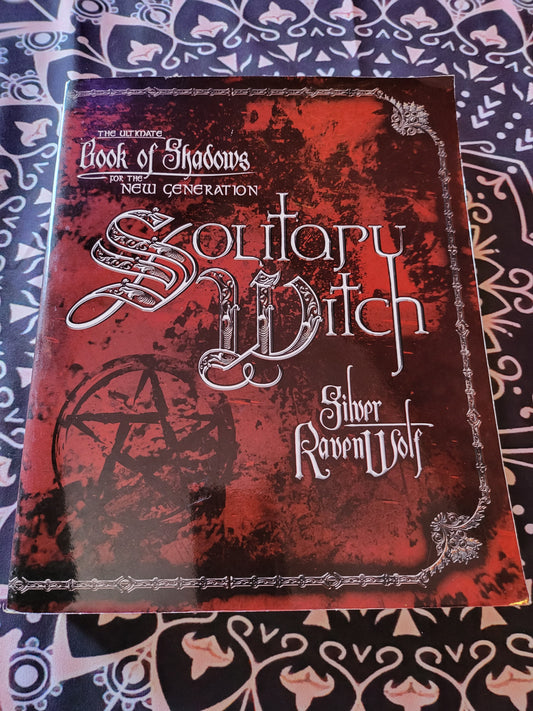 THE ULTIMATE
Book of Shadows
FOR THE
NEW GENERATION
Solitary
Witch
Silver
RavenWolf